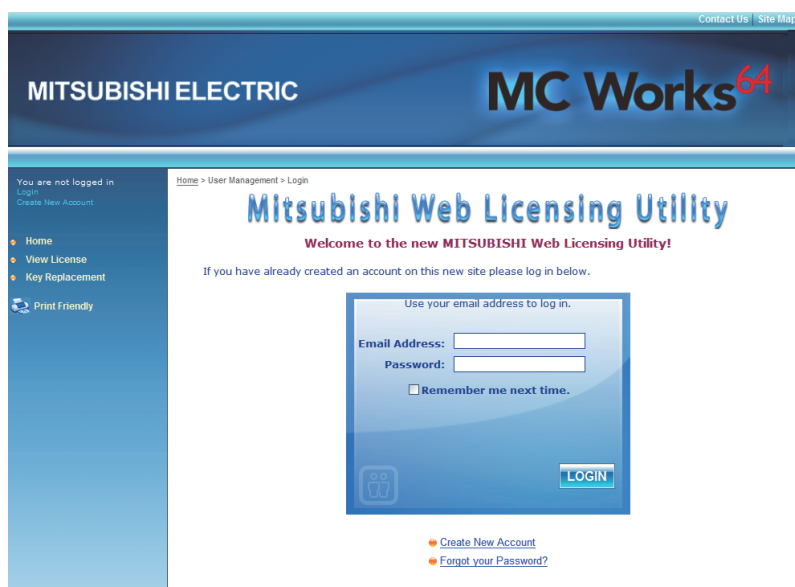 Contact Us | Site Map
MITSUBISHI ELECTRIC
MC Works64
You are not logged in
Login
Create New Account
Home
View License
Key Replacement
Print Friendly
Home > User Management > Login
Mitsubishi Web Licensing Utility
Welcome to the new MITSUBISHI Web Licensing Utility!
If you have already created an account on this new site please log in below.
Use your email address to log in.
Email Address:
Password:
Remember me next time.
LOGIN
Create New Account
Forgot your Password?